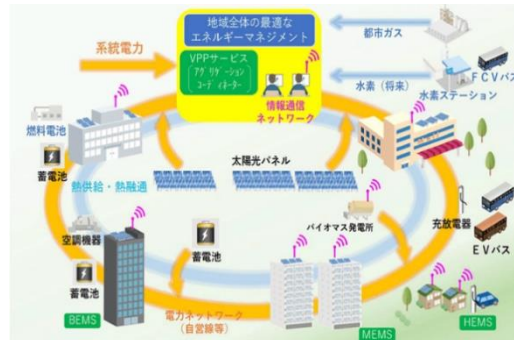 地域全体の最適な
エネルギーマネジメント
系統電力
VPPサービス
アグリゲーション
コーディネーター
情報通信
ネットワーク
都市ガス
水素（将来）
水素ステーション
ＦＣＶバス
燃料電池
蓄電池
熱供給・熱融通
太陽光パネル
空調機器
蓄電池
蓄電池
バイオマス発電所
充放電器
ＥＶバス
BEMS
電力ネットワーク
（自営線等）
MEMS
HEMS